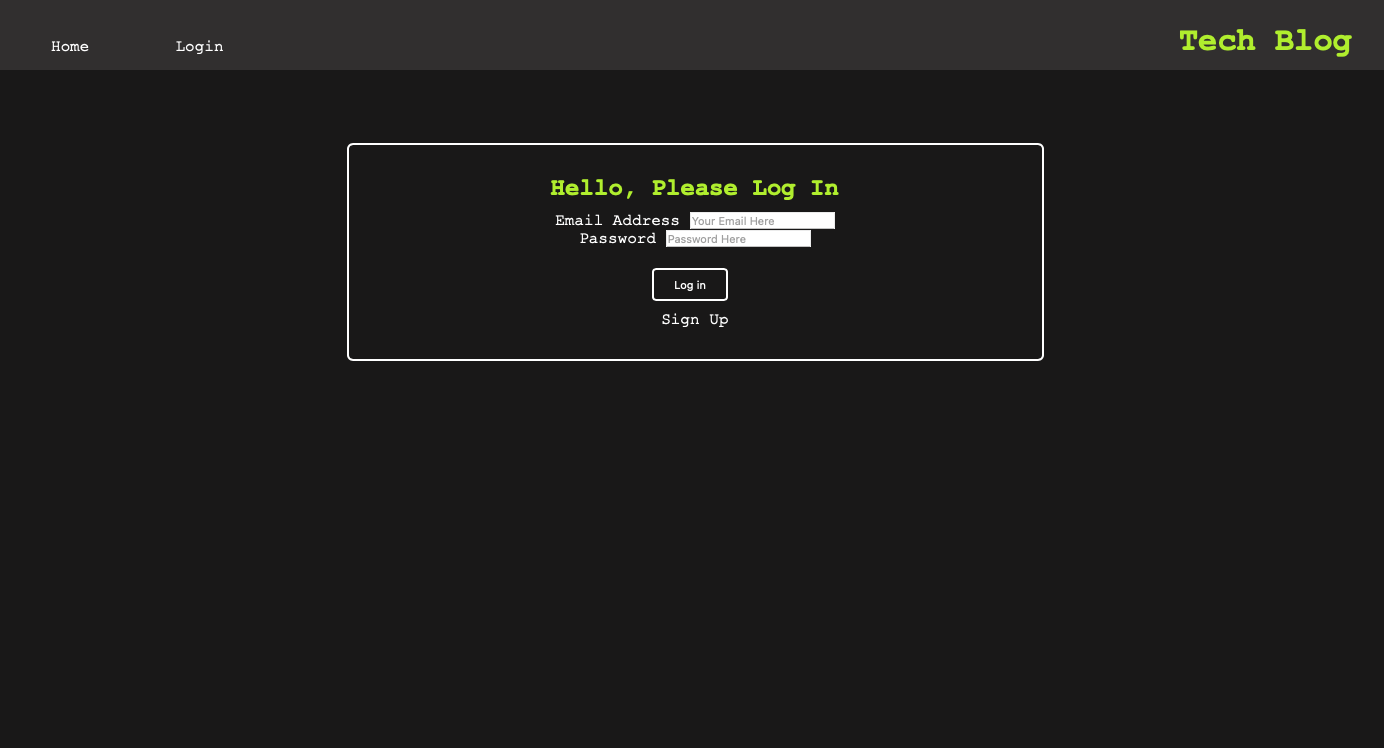 Home Login Tech Blog
Hello, Please Log In
Email Address Your Email Here
Password Password Here
Log in
Sign Up